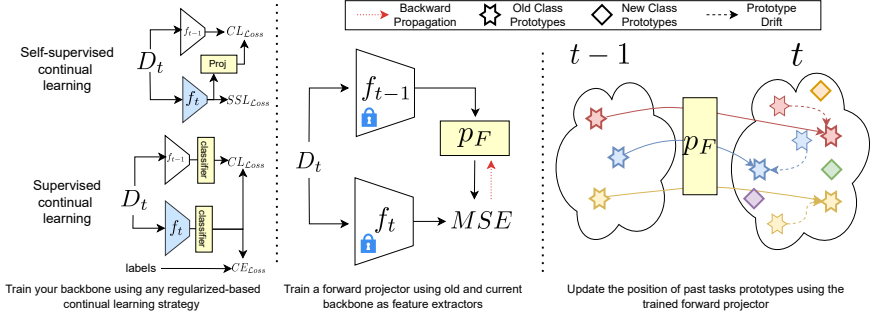 Backward
Propagation
Old Class
Prototypes
New Class
Prototypes
Prototype
Drift
Self-supervised
continual
learning
D_t
f_{t-1}
CL_{Loss}
Proj
f_t
SSL_{Loss}
Supervised
continual
learning
D_t
f_{t-1}
classifier
CL_{Loss}
f_t
classifier
labels
CE_{Loss}
Train your backbone using any regularized-based
continual learning strategy
f_{t-1}
D_t
p_F
f_t
MSE
Train a forward projector using old and current
backbone as feature extractors
t - 1
t
p_F
Update the position of past tasks prototypes using the
trained forward projector